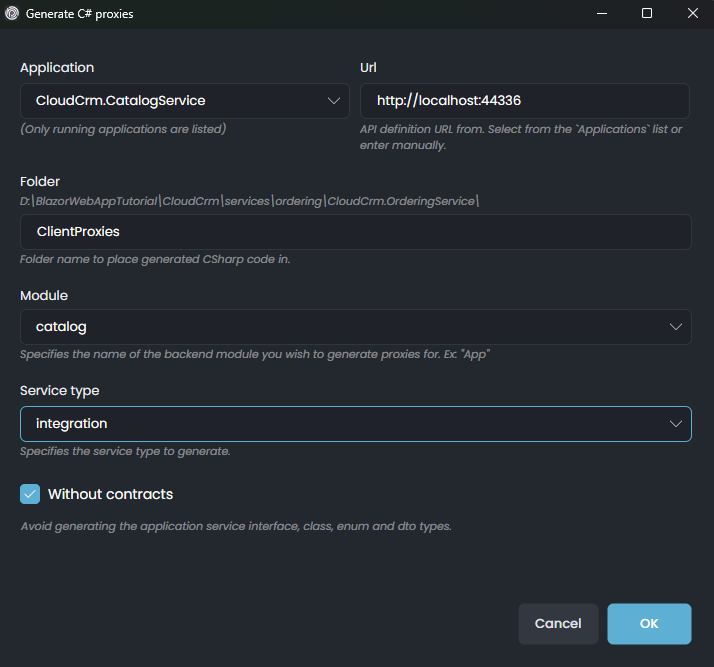 Generate C# proxies
Application
Url
CloudCrm.CatalogService
http://localhost:44336
(Only running applications are listed)
API definition URL from. Select from the `Applications` list or
enter manually.
Folder
D:\BlazorWebAppTutorial\CloudCrm\services\ordering\CloudCrm.OrderingService\
ClientProxies
Folder name to place generated CSharp code in.
Module
catalog
Specifies the name of the backend module you wish to generate proxies for. Ex: "App"
Service type
integration
Specifies the service type to generate.
Without contracts
Avoid generating the application service interface, class, enum and dto types.
Cancel
OK